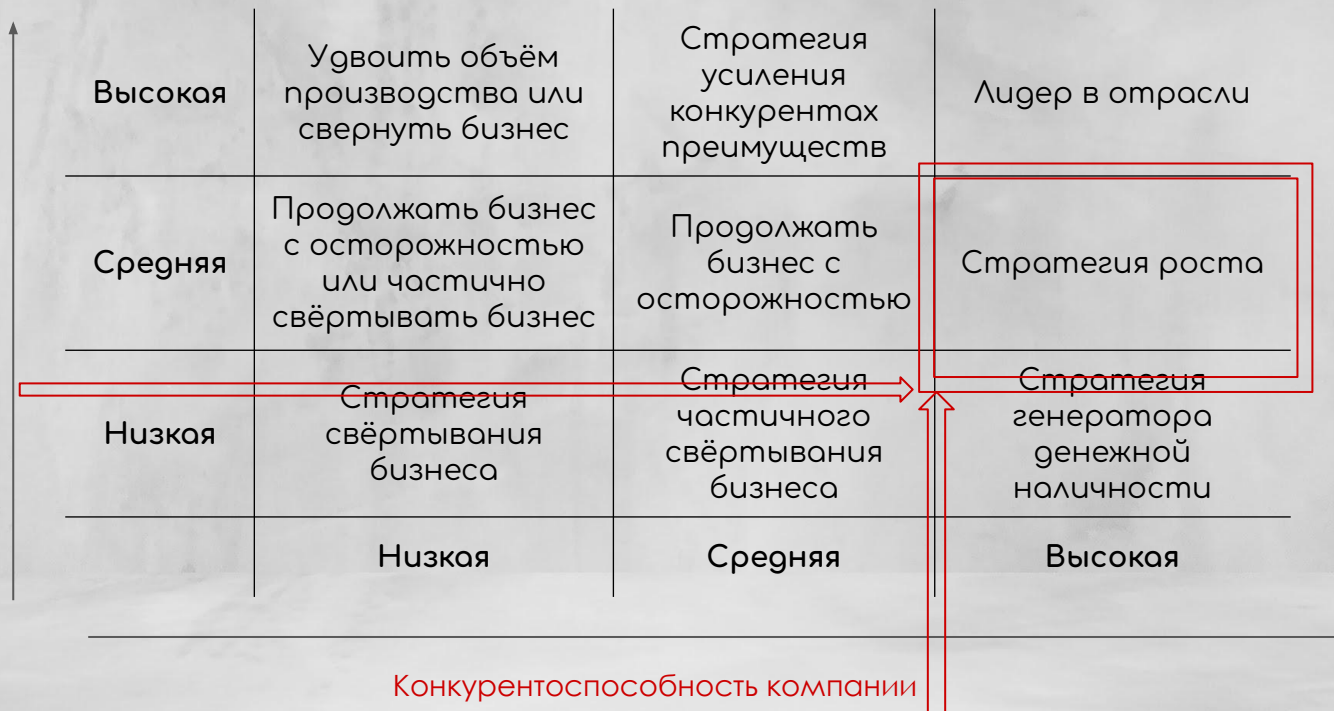 Высокая
Удвоить объём
производства или
свернуть бизнес
Стратегия
усиления
конкурентах
преимуществ
Лидер в отрасли
Средняя
Продолжать бизнес
с осторожностью
или частично
свёртывать бизнес
Продолжать
бизнес с
осторожностью
Стратегия роста
Низкая
Стратегия
свёртывания
бизнеса
Стратегия
частичного
свёртывания
бизнеса
Стратегия
генератора
денежной
наличности
Низкая
Средняя
Высокая
Конкурентоспособность компании